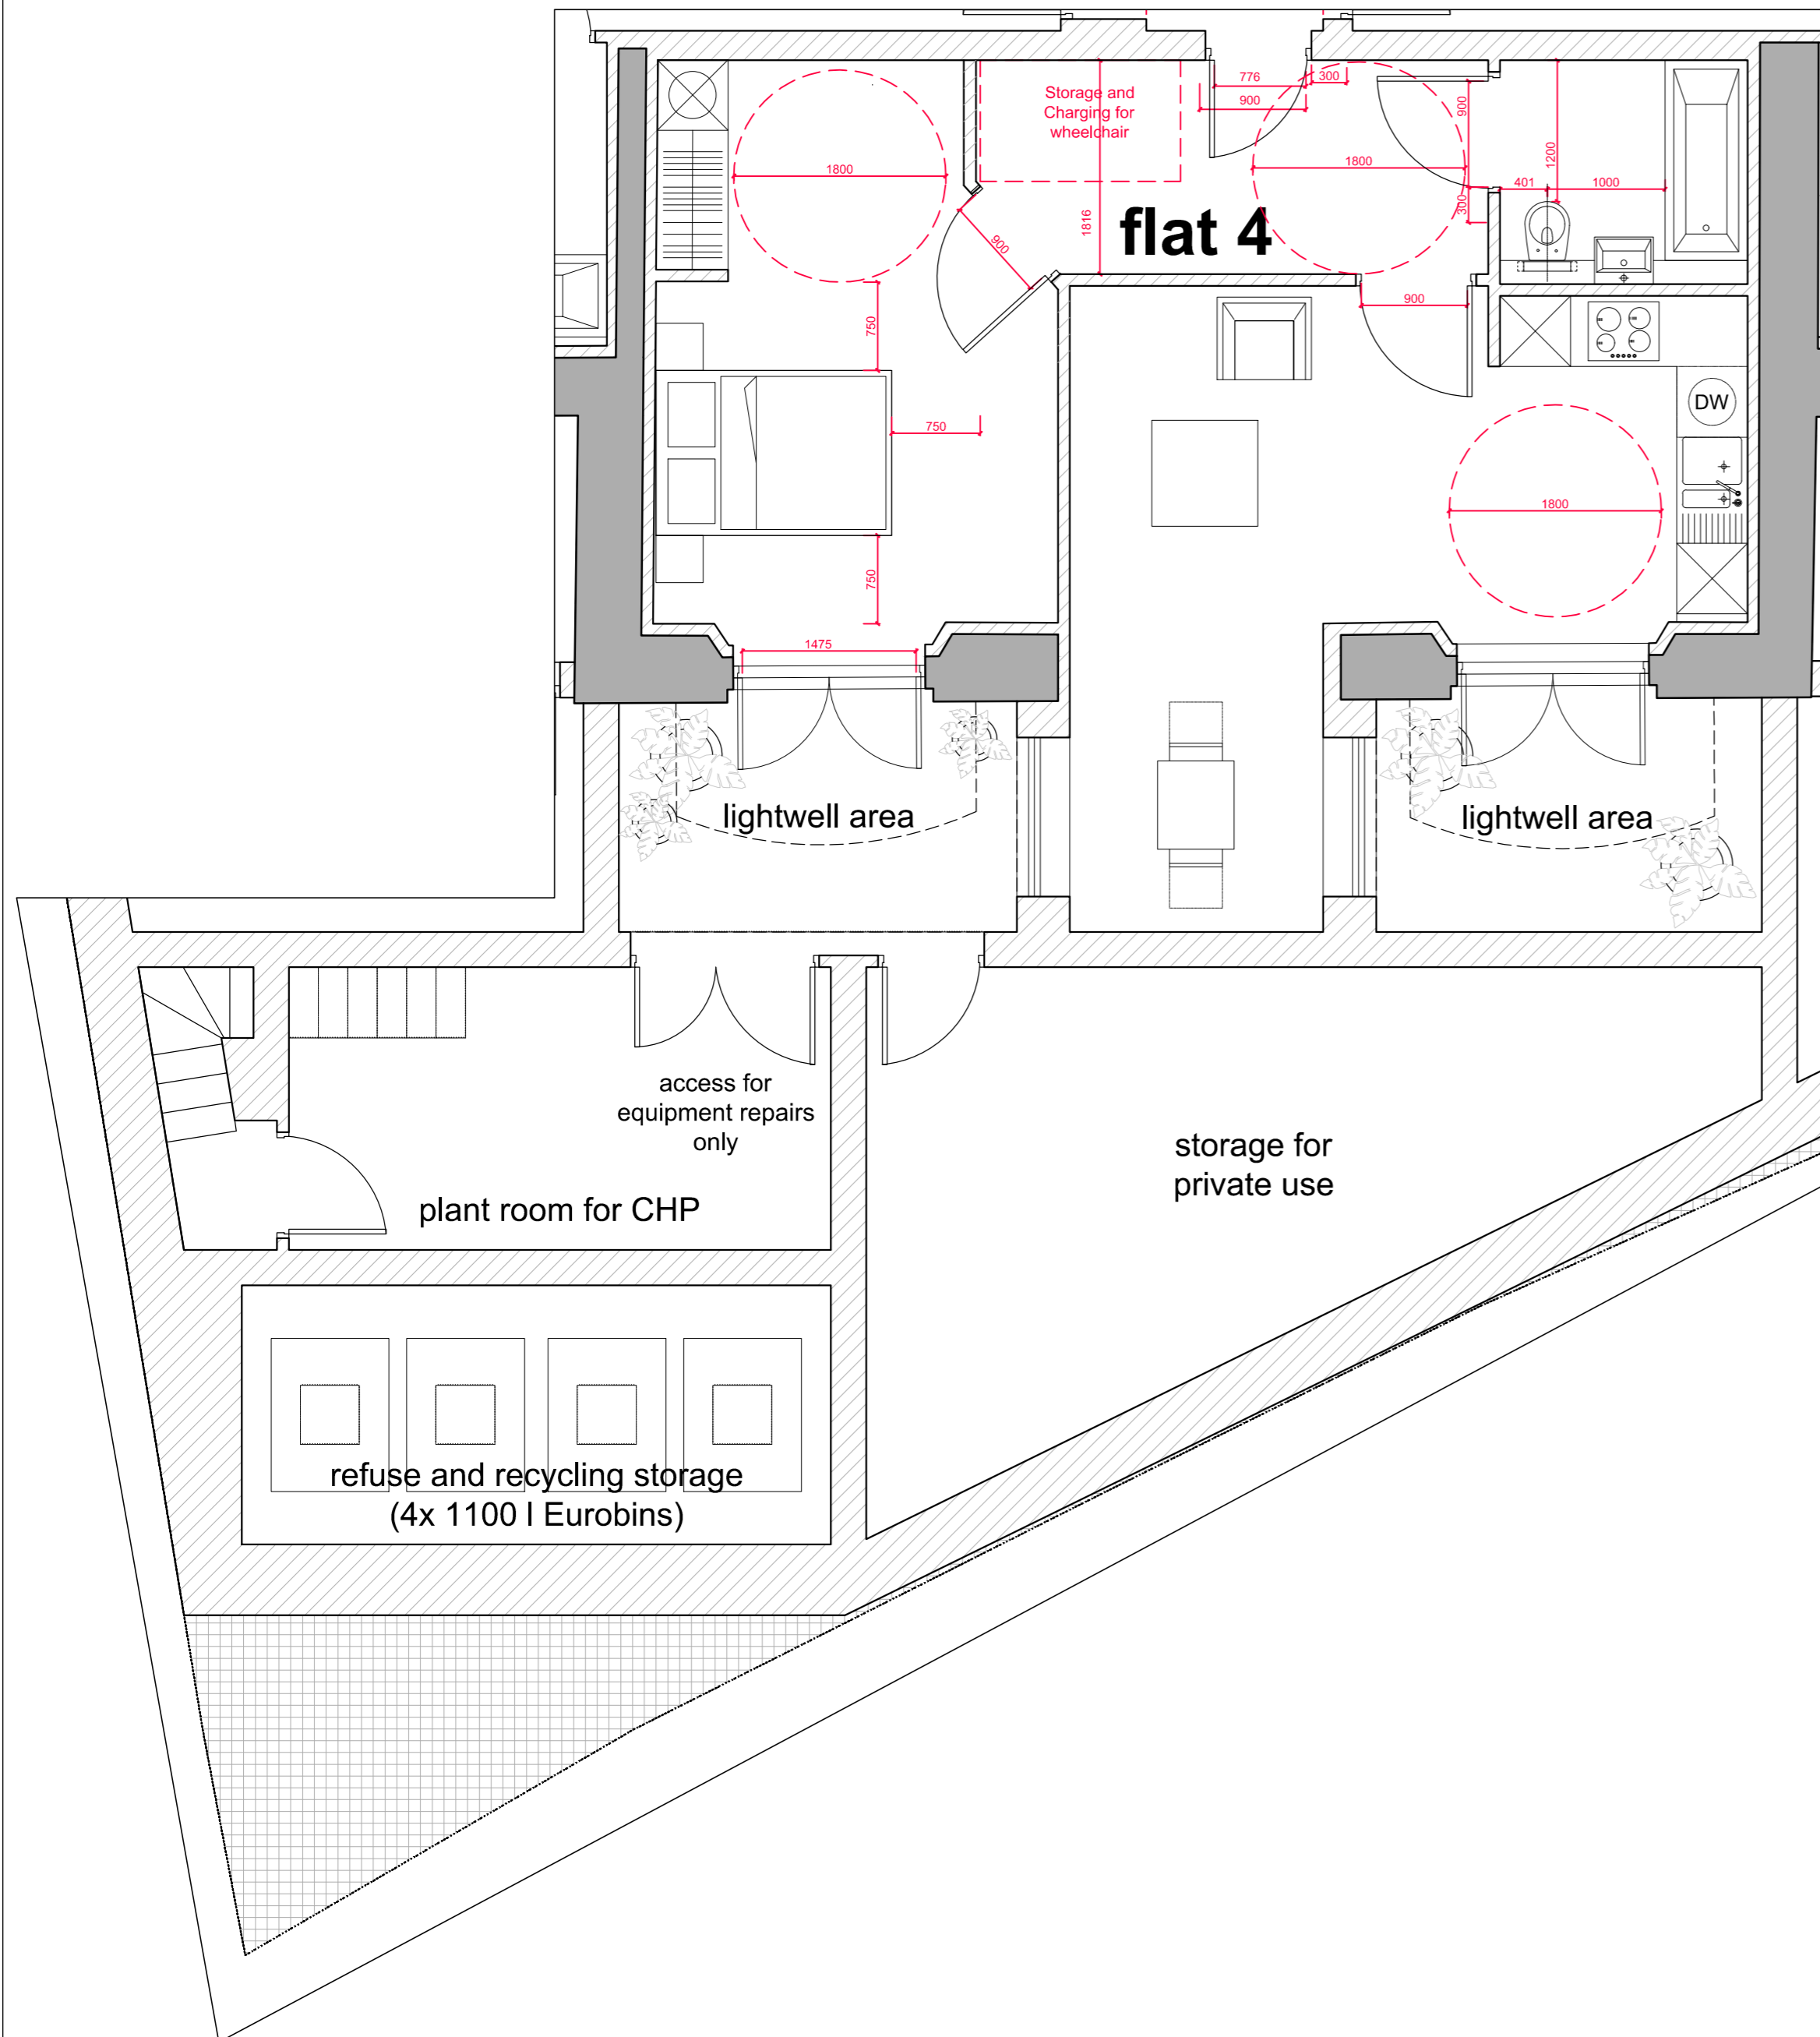 776
300
Storage and
Charging for
wheelchair
900
900
1800
1800
1200
401
1000
300
1816
flat 4
900
900
750
DW
750
1800
750
1475
lightwell area
lightwell area
access for
equipment repairs
only
storage for
private use
plant room for CHP
refuse and recycling storage
(4x 1100 l Eurobins)